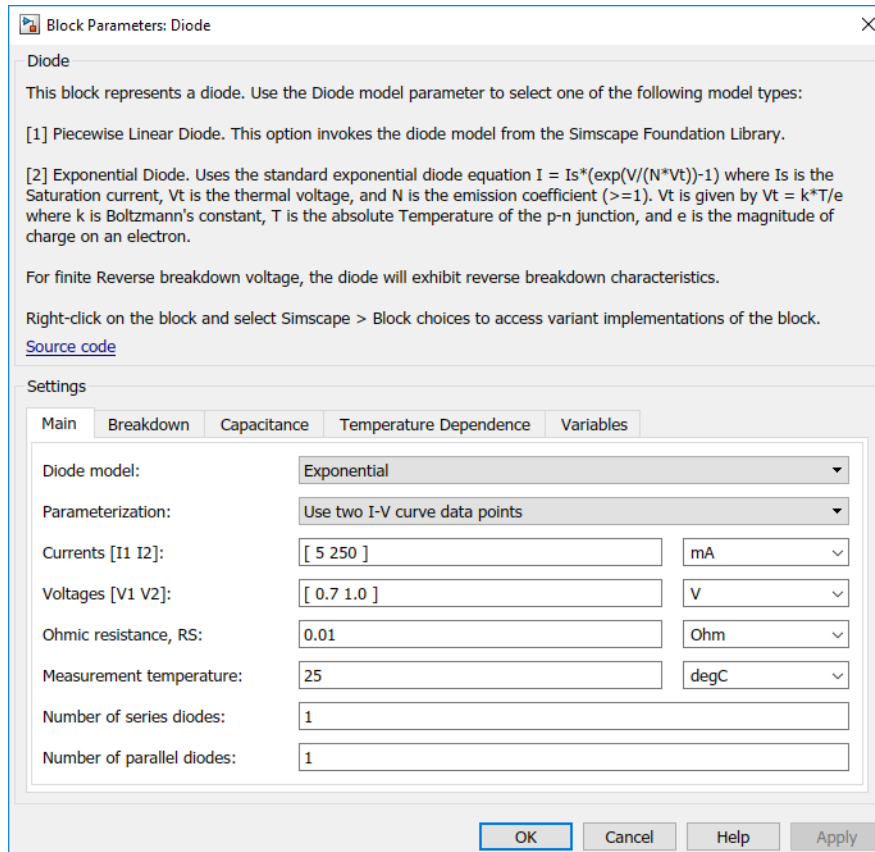 Block Parameters: Diode
Diode
This block represents a diode. Use the Diode model parameter to select one of the following model types:
[1] Piecewise Linear Diode. This option invokes the diode model from the Simscape Foundation Library.
[2] Exponential Diode. Uses the standard exponential diode equation I = Is*(exp(V/(N*Vt))-1) where Is is the
Saturation current, Vt is the thermal voltage, and N is the emission coefficient (>=1). Vt is given by Vt = k*T/e
where k is Boltzmann's constant, T is the absolute Temperature of the p-n junction, and e is the magnitude of
charge on an electron.
For finite Reverse breakdown voltage, the diode will exhibit reverse breakdown characteristics.
Right-click on the block and select Simscape > Block choices to access variant implementations of the block.
Source code
Settings
Main Breakdown Capacitance Temperature Dependence Variables
Diode model: Exponential
Parameterization: Use two I-V curve data points
Currents [I1 I2]: [ 5 250 ] mA
Voltages [V1 V2]: [ 0.7 1.0 ] V
Ohmic resistance, RS: 0.01 Ohm
Measurement temperature: 25 degC
Number of series diodes: 1
Number of parallel diodes: 1
OK Cancel Help Apply